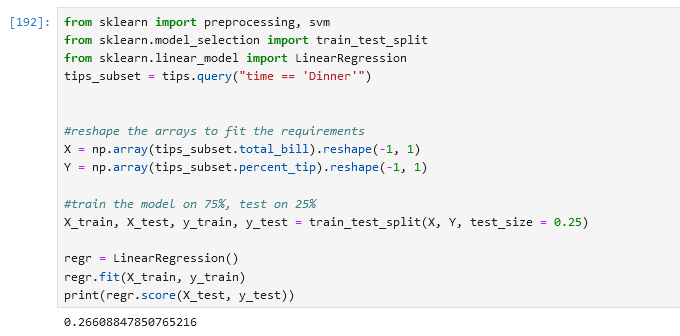 [192]: from sklearn import preprocessing, svm
from sklearn.model_selection import train_test_split
from sklearn.linear_model import LinearRegression
tips_subset = tips.query("time == 'Dinner'")
#reshape the arrays to fit the requirements
X = np.array(tips_subset.total_bill).reshape(-1, 1)
Y = np.array(tips_subset.percent_tip).reshape(-1, 1)
#train the model on 75%, test on 25%
X_train, X_test, y_train, y_test = train_test_split(X, Y, test_size = 0.25)
regr = LinearRegression()
regr.fit(X_train, y_train)
print(regr.score(X_test, y_test))
0.26608847850765216